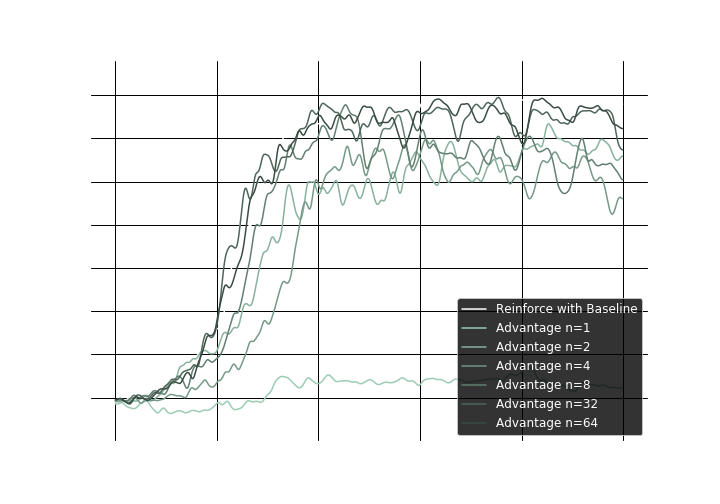 Reinforce with Baseline
Advantage n=1
Advantage n=2
Advantage n=4
Advantage n=8
Advantage n=32
Advantage n=64